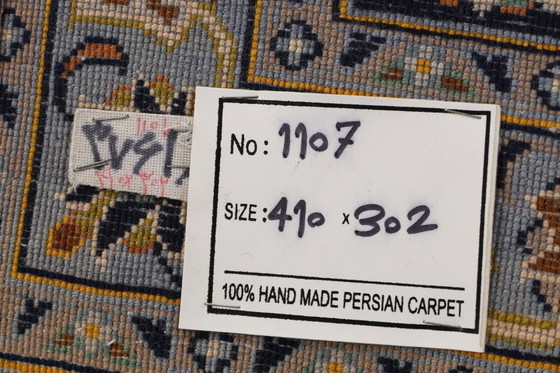 No: 1107
SIZE: 410 x 302
100% HAND MADE PERSIAN CARPET